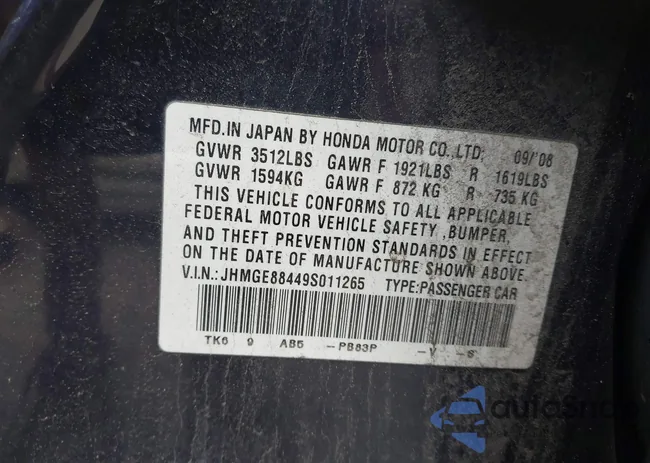 MFD.IN JAPAN BY HONDA MOTOR CO.,LTD. 09/'08
GVWR 3512LBS GAWR F 1921LBS R 1619LBS
GVWR 1594KG GAWR F 872 KG R 735 KG
THIS VEHICLE CONFORMS TO ALL APPLICABLE
FEDERAL MOTOR VEHICLE SAFETY ,BUMPER,
AND THEFT PREVENTION STANDARDS IN EFFECT
ON THE DATE OF MANUFACTURE SHOWN ABOVE.
V.I.N.:JHMGE88449S011265 TYPE:PASSENGER CAR
TK6 9 AB5 -PB83P -V -S